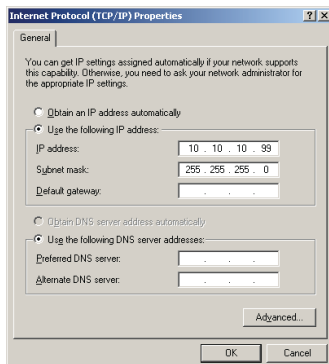 Internet Protocol (TCP/IP) Properties
General
You can get IP settings assigned automatically if your network supports
this capability. Otherwise, you need to ask your network administrator for
the appropriate IP settings.
Obtain an IP address automatically
Use the following IP address:
IP address: 10 . 10 . 10 . 99
Subnet mask: 255 . 255 . 255 . 0
Default gateway: . . .
Obtain DNS server address automatically
Use the following DNS server addresses:
Preferred DNS server: . . .
Alternate DNS server: . . .
Advanced...
OK Cancel